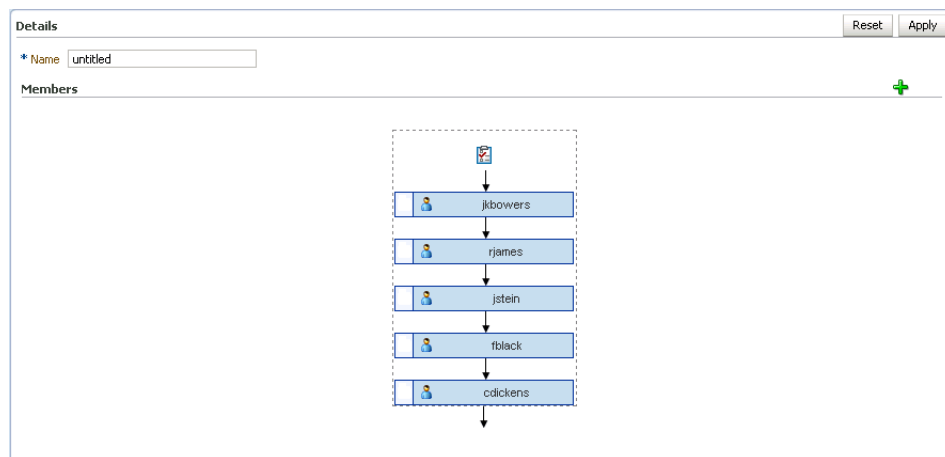 Details
Reset
Apply
* Name untitled
Members
jkbowers
rjames
jstein
fblack
cdickens